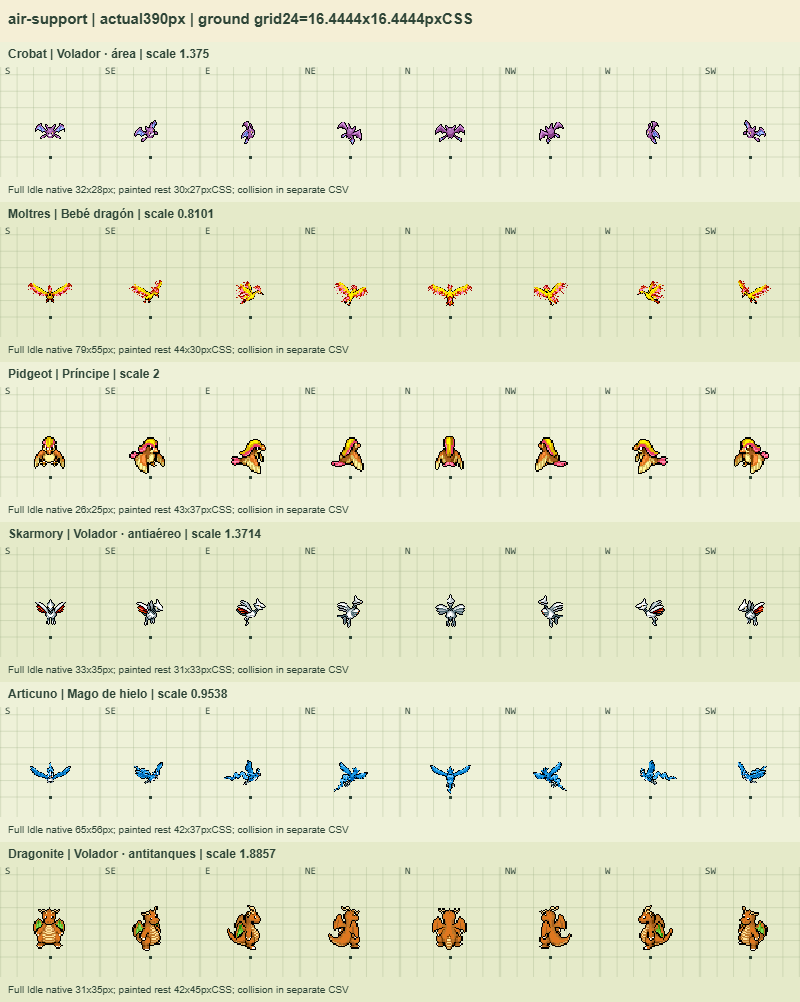 air-support | actual390px | ground grid24=16.4444x16.4444pxCSS
Crobat | Volador · área | scale 1.375
S SE E NE N NW W SW
Full Idle native 32x28px; painted rest 30x27pxCSS; collision in separate CSV
Moltres | Bebé dragón | scale 0.8101
S SE E NE N NW W SW
Full Idle native 79x55px; painted rest 44x30pxCSS; collision in separate CSV
Pidgeot | Príncipe | scale 2
S SE E NE N NW W SW
Full Idle native 26x25px; painted rest 43x37pxCSS; collision in separate CSV
Skarmory | Volador · antiaéreo | scale 1.3714
S SE E NE N NW W SW
Full Idle native 33x35px; painted rest 31x33pxCSS; collision in separate CSV
Articuno | Mago de hielo | scale 0.9538
S SE E NE N NW W SW
Full Idle native 65x56px; painted rest 42x37pxCSS; collision in separate CSV
Dragonite | Volador · antitanques | scale 1.8857
S SE E NE N NW W SW
Full Idle native 31x35px; painted rest 42x45pxCSS; collision in separate CSV